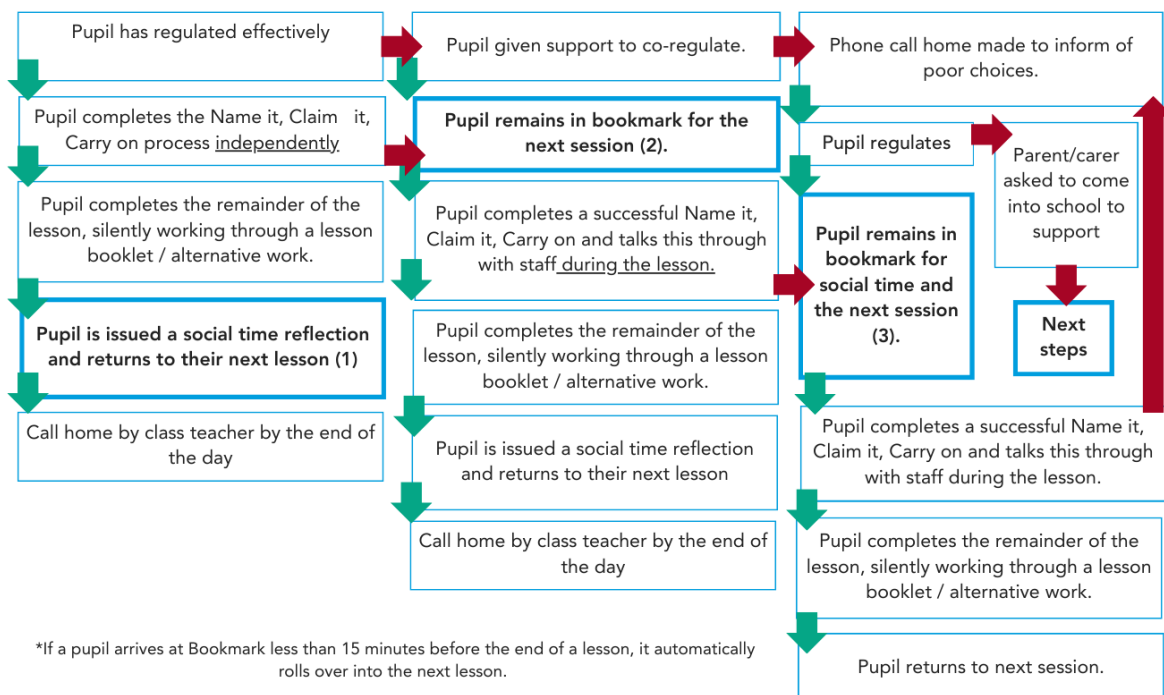 Pupil has regulated effectively
Pupil completes the Name it, Claim it,
Carry on process independently
Pupil completes the remainder of the
lesson, silently working through a lesson
booklet / alternative work.
Pupil is issued a social time reflection
and returns to their next lesson (1)
Call home by class teacher by the end of
the day
Pupil given support to co-regulate.
Pupil remains in bookmark for the
next session (2).
Pupil completes a successful Name it,
Claim it, Carry on and talks this through
with staff during the lesson.
Pupil completes the remainder of the
lesson, silently working through a lesson
booklet / alternative work.
Pupil is issued a social time reflection
and returns to their next lesson
Call home by class teacher by the end of
the day
Phone call home made to inform of
poor choices.
Pupil regulates
Parent/carer
asked to come
into school to
support
Next
steps
Pupil remains in
bookmark for
social time and
the next session
(3).
Pupil completes a successful Name it,
Claim it, Carry on and talks this through
with staff during the lesson.
Pupil completes the remainder of the
lesson, silently working through a lesson
booklet / alternative work.
Pupil returns to next session.
*If a pupil arrives at Bookmark less than 15 minutes before the end of a lesson, it automatically
rolls over into the next lesson.